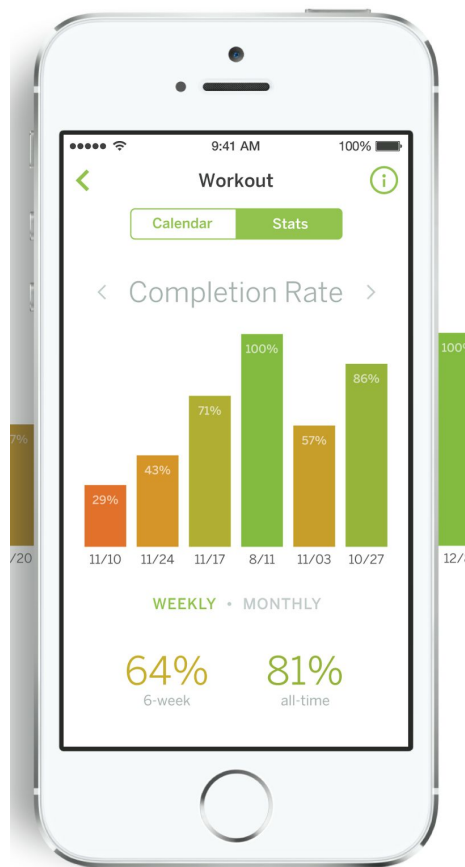 9:41 AM 100%
Workout
Calendar Stats
Completion Rate
100%
86%
71%
57%
43%
29%
11/10 11/24 11/17 8/11 11/03 10/27
WEEKLY • MONTHLY
64% 81%
6-week all-time